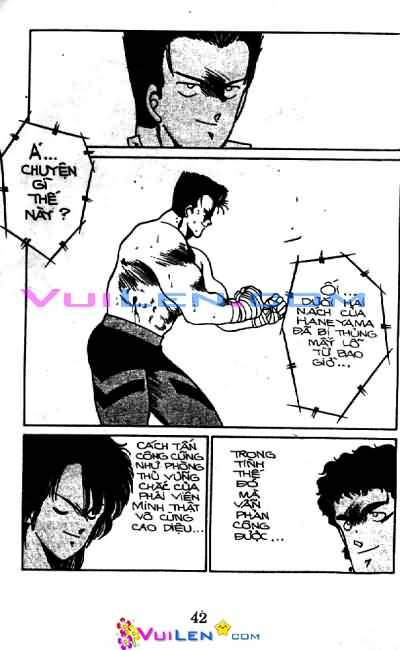 Á...
CHUYỆN
GÌ
THẾ
NÀY ?
ỐI
DƯỚI HAI
NÁCH CỦA
HANEYAMA
ĐÃ BỊ THỦNG
MẤY LỖ
TỪ BAO
GIỜ...
VUILEN.COM
CÁCH TẤN
CÔNG CŨNG
NHƯ PHÒNG
THỦ VỮNG
CHẮC CỦA
PHÁI VIÊN
MINH THẬT
VÔ CÙNG
CAO DIỆU...
TRONG
TÌNH
THẾ
ĐÓ
MÀ
VẪN
PHẢN
CÔNG
ĐƯỢC...
42
VUILEN.COM